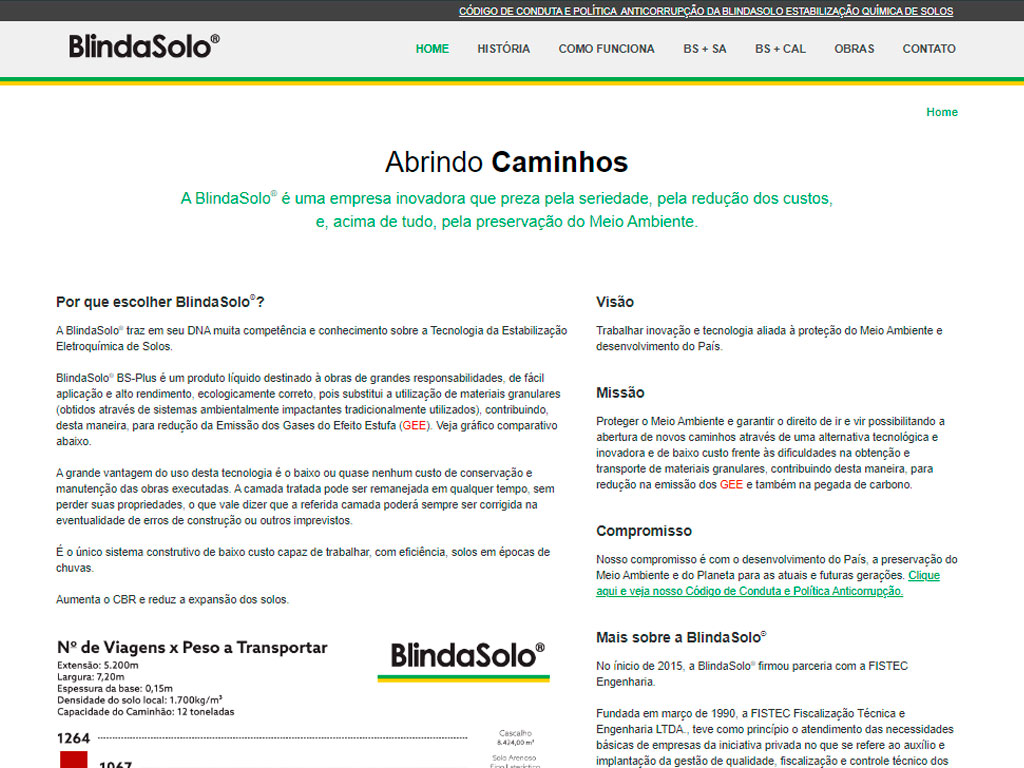 CÓDIGO DE CONDUTA E POLÍTICA ANTICORRUPÇÃO DA BLINDASOLO ESTABILIZAÇÃO QUÍMICA DE SOLOS
BlindaSolo®
HOME HISTÓRIA COMO FUNCIONA BS + SA BS + CAL OBRAS CONTATO
Home
Abrindo Caminhos
A BlindaSolo® é uma empresa inovadora que preza pela seriedade, pela redução dos custos,
e, acima de tudo, pela preservação do Meio Ambiente.
Por que escolher BlindaSolo®?
A BlindaSolo® traz em seu DNA muita competência e conhecimento sobre a Tecnologia da Estabilização
Eletroquímica de Solos.
BlindaSolo® BS-Plus é um produto líquido destinado à obras de grandes responsabilidades, de fácil
aplicação e alto rendimento, ecologicamente correto, pois substitui a utilização de materiais granulares
(obtidos através de sistemas ambientalmente impactantes tradicionalmente utilizados), contribuindo,
desta maneira, para redução da Emissão dos Gases do Efeito Estufa (GEE). Veja gráfico comparativo
abaixo.
A grande vantagem do uso desta tecnologia é o baixo ou quase nenhum custo de conservação e
manutenção das obras executadas. A camada tratada pode ser remanejada em qualquer tempo, sem
perder suas propriedades, o que vale dizer que a referida camada poderá sempre ser corrigida na
eventualidade de erros de construção ou outros imprevistos.
É o único sistema construtivo de baixo custo capaz de trabalhar, com eficiência, solos em épocas de
chuvas.
Aumenta o CBR e reduz a expansão dos solos.
Nº de Viagens x Peso a Transportar
Extensão: 5.200m
Largura: 7,20m
Espessura da base: 0,15m
Densidade do solo local: 1.700kg/m³
Capacidade do Caminhão: 12 toneladas
BlindaSolo®
1264
Cascalho
8.424,00 m³
1067
Solo Arenoso
Visão
Trabalhar inovação e tecnologia aliada à proteção do Meio Ambiente e
desenvolvimento do País.
Missão
Proteger o Meio Ambiente e garantir o direito de ir e vir possibilitando a
abertura de novos caminhos através de uma alternativa tecnológica e
inovadora e de baixo custo frente às dificuldades na obtenção e
transporte de materiais granulares, contribuindo desta maneira, para
redução na emissão dos GEE e também na pegada de carbono.
Compromisso
Nosso compromisso é com o desenvolvimento do País, a preservação do
Meio Ambiente e do Planeta para as atuais e futuras gerações. Clique
aqui e veja nosso Código de Conduta e Política Anticorrupção.
Mais sobre a BlindaSolo®
No ínicio de 2015, a BlindaSolo® firmou parceria com a FISTEC
Engenharia.
Fundada em março de 1990, a FISTEC Fiscalização Técnica e
Engenharia LTDA., teve como princípio o atendimento das necessidades
básicas de empresas da iniciativa privada no que se refere ao auxílio e
implantação da gestão de qualidade, fiscalização e controle técnico dos